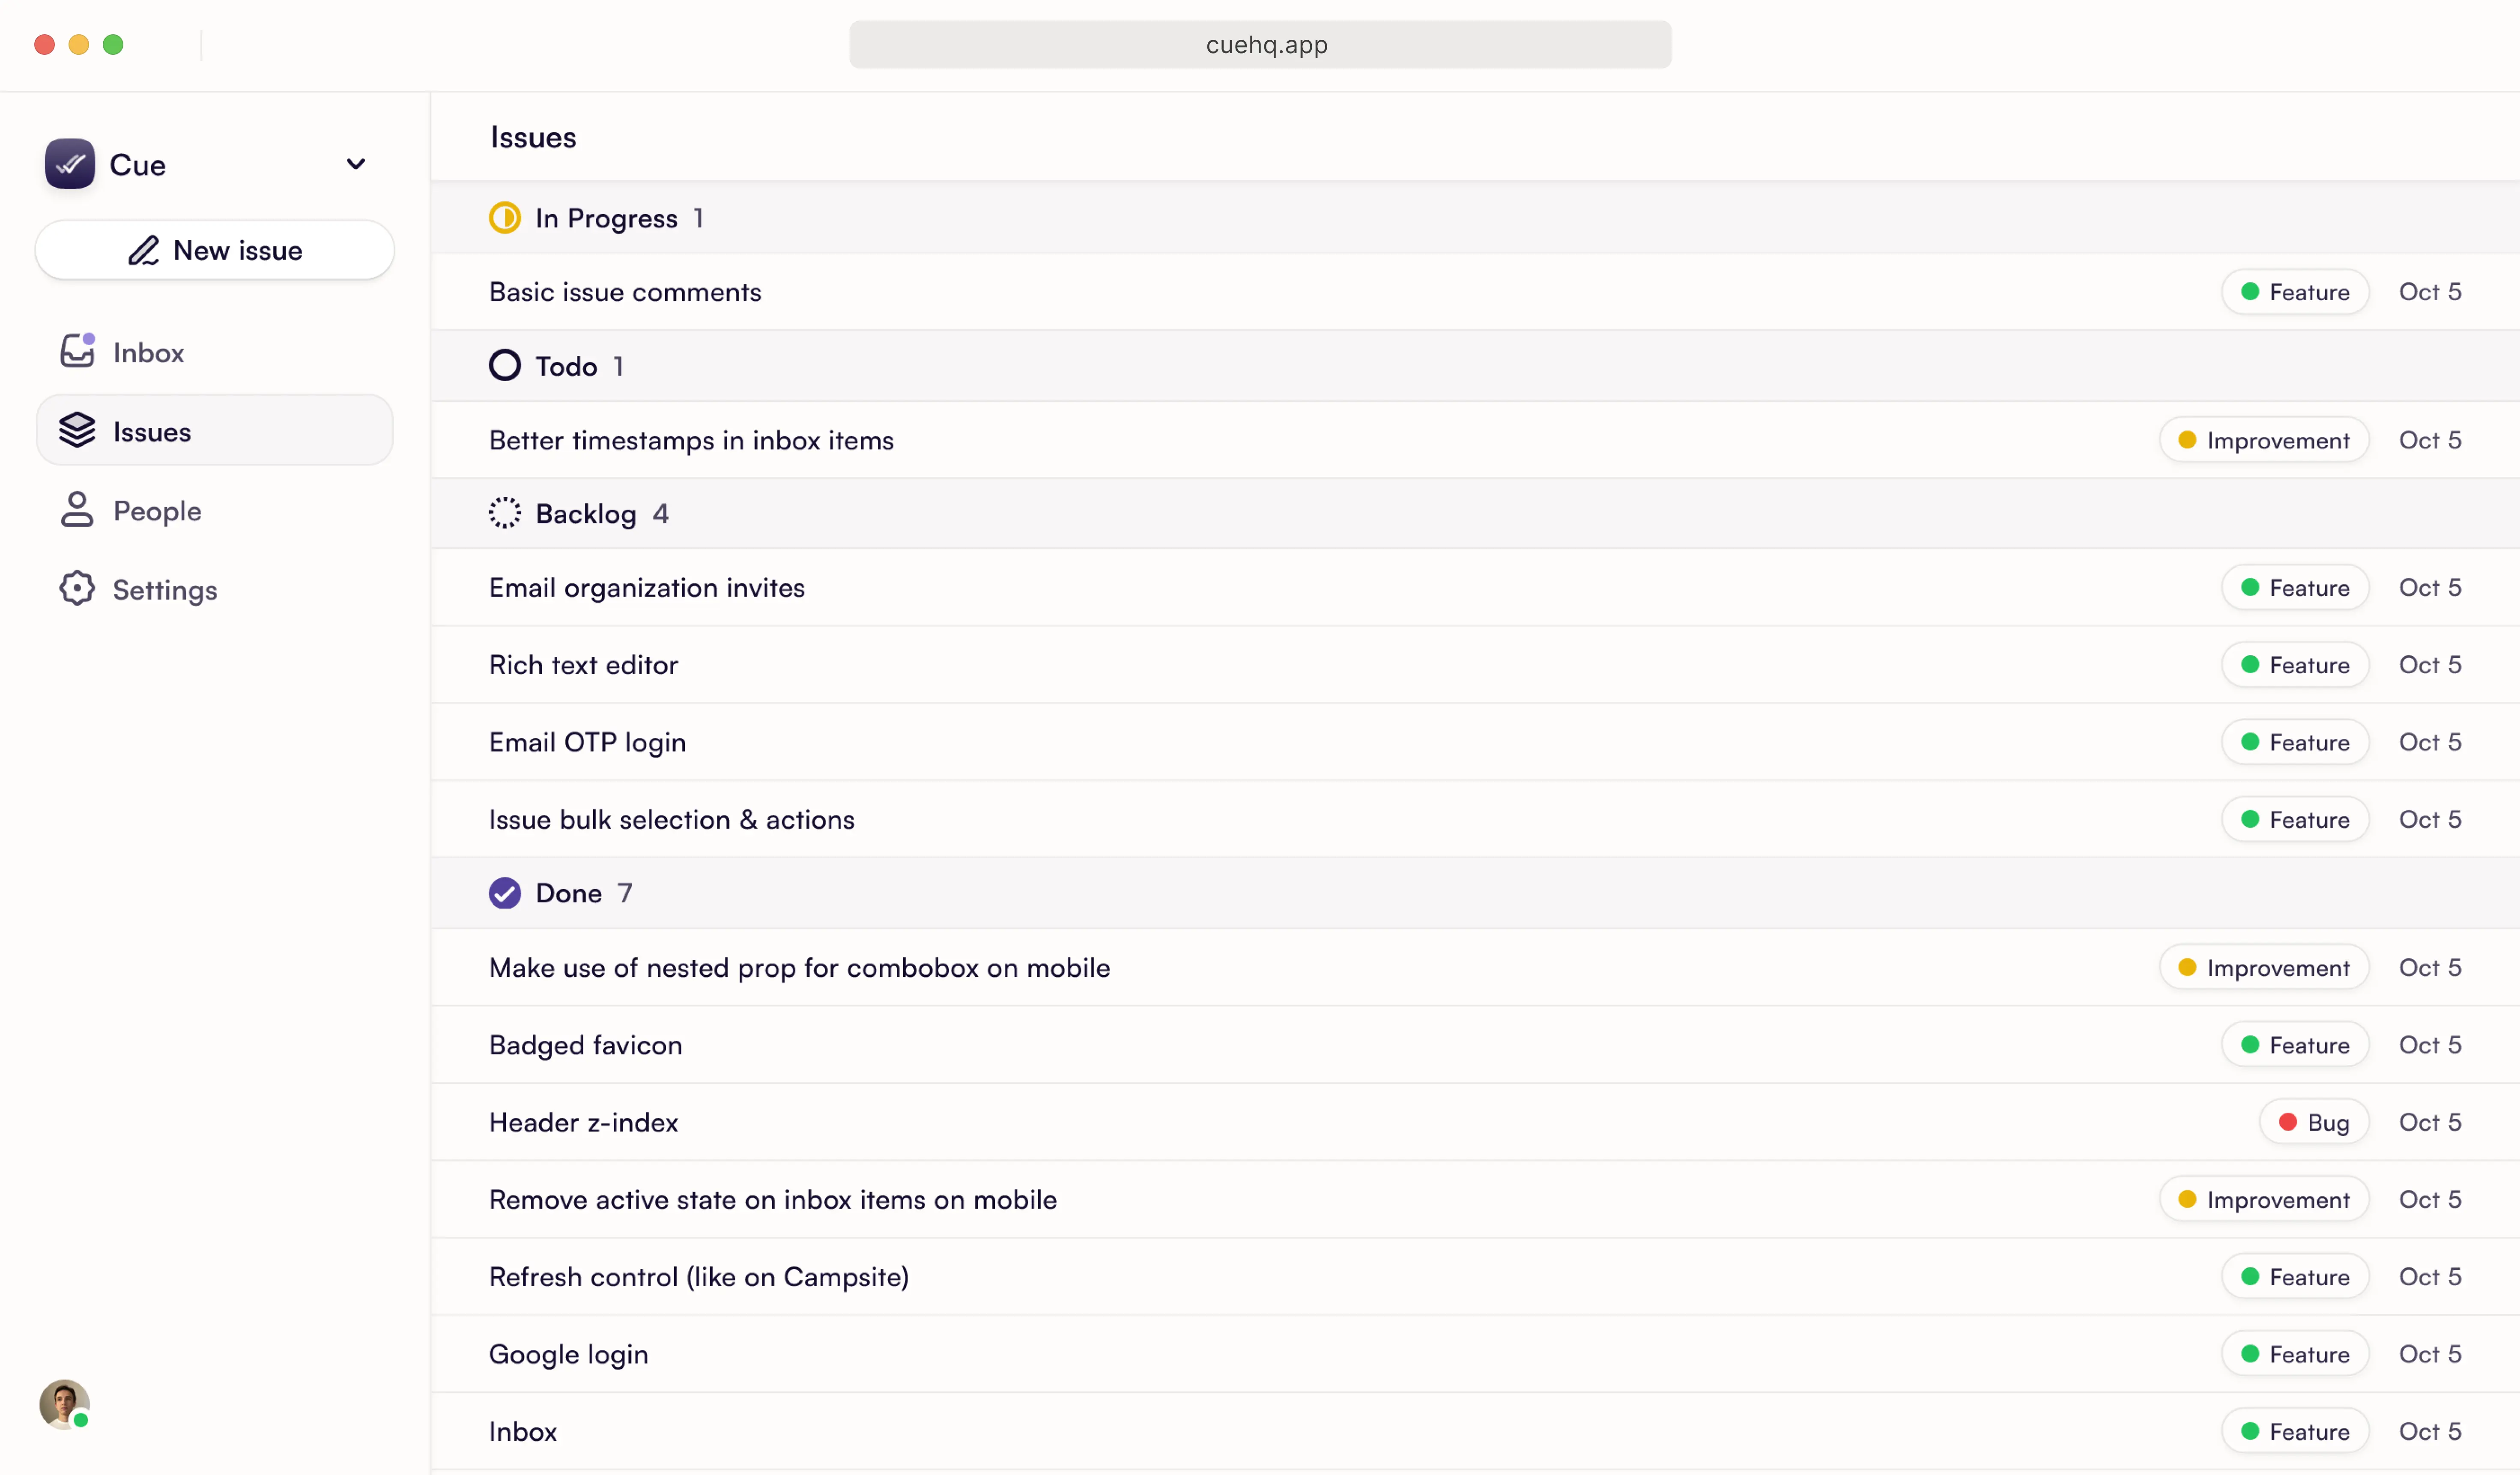 cuehq.app
Cue
New issue
Inbox
Issues
People
Settings
Issues
In Progress 1
Basic issue comments Feature Oct 5
Todo 1
Better timestamps in inbox items Improvement Oct 5
Backlog 4
Email organization invites Feature Oct 5
Rich text editor Feature Oct 5
Email OTP login Feature Oct 5
Issue bulk selection & actions Feature Oct 5
Done 7
Make use of nested prop for combobox on mobile Improvement Oct 5
Badged favicon Feature Oct 5
Header z-index Bug Oct 5
Remove active state on inbox items on mobile Improvement Oct 5
Refresh control (like on Campsite) Feature Oct 5
Google login Feature Oct 5
Inbox Feature Oct 5